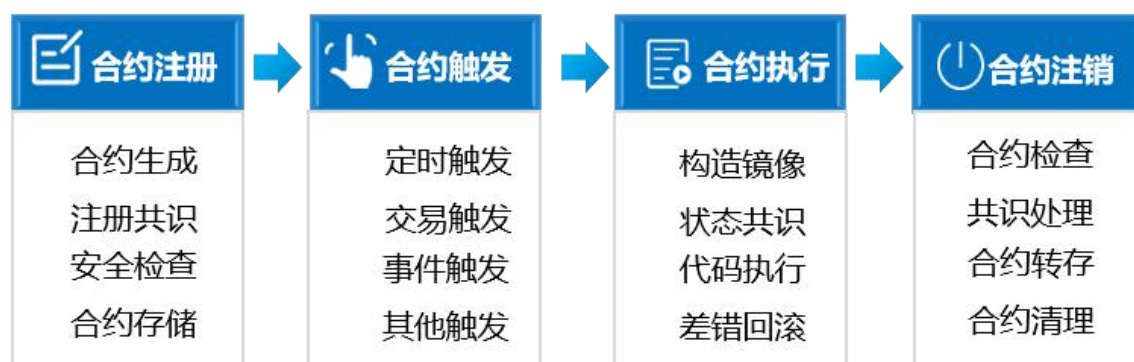 合约注册
合约生成
注册共识
安全检查
合约存储
合约触发
定时触发
交易触发
事件触发
其他触发
合约执行
构造镜像
状态共识
代码执行
差错回滚
合约注销
合约检查
共识处理
合约转存
合约清理